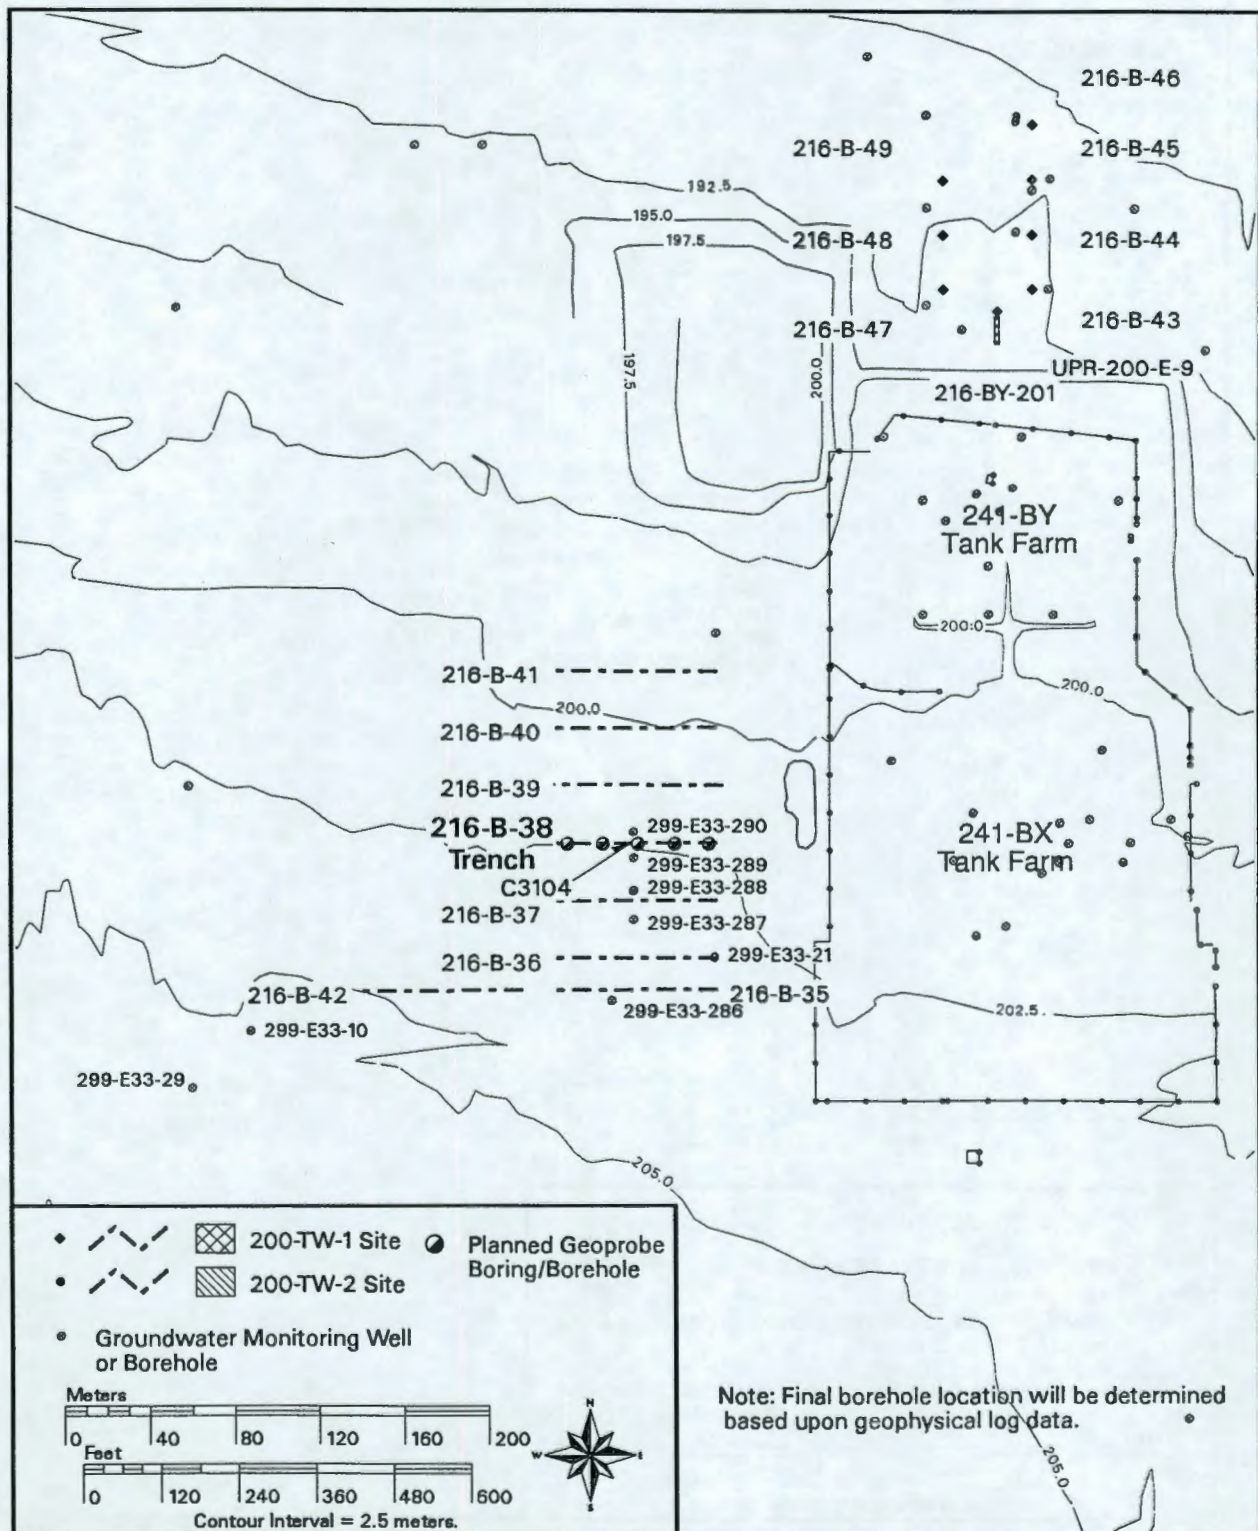 216-B-46
216-B-49
216-B-45
192.5
195.0
197.5
216-B-48
216-B-44
216-B-47
216-B-43
197.5
200.0
UPR-200-E-9
216-BY-201
241-BY
Tank Farm
200.0
216-B-41
200.0
200.0
216-B-40
216-B-39
216-B-38
Trench
299-E33-290
241-BX
Tank Farm
299-E33-289
C3104
299-E33-288
216-B-37
299-E33-287
299-E33-21
216-B-36
216-B-42
216-B-35
299-E33-286
202.5
299-E33-10
299-E33-29
205.0
200-TW-1 Site
Planned Geoprobe
Boring/Borehole
200-TW-2 Site
Groundwater Monitoring Well
or Borehole
Meters
0 40 80 120 160 200
Feet
0 120 240 360 480 600
Contour Interval = 2.5 meters.
N
W E
S
Note: Final borehole location will be determined
based upon geophysical log data.
205.0